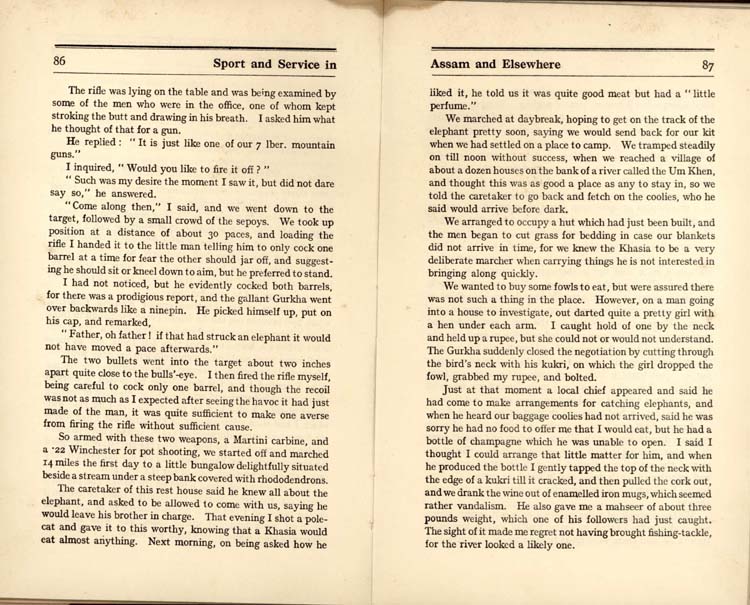 86 Sport and Service in
The rifle was lying on the table and was being examined by
some of the men who were in the office, one of whom kept
stroking the butt and drawing in his breath. I asked him what
he thought of that for a gun.
He replied : " It is just like one of our 7 lber. mountain
guns."
I inquired, " Would you like to fire it off ? "
" Such was my desire the moment I saw it, but did not dare
say so," he answered.
" Come along then," I said, and we went down to the
target, followed by a small crowd of the sepoys. We took up
position at a distance of about 30 paces, and loading the
rifle I handed it to the little man telling him to only cock one
barrel at a time for fear the other should jar off, and suggest-
ing he should sit or kneel down to aim, but he preferred to stand.
I had not noticed, but he evidently cocked both barrels,
for there was a prodigious report, and the gallant Gurkha went
over backwards like a ninepin. He picked himself up, put on
his cap, and remarked,
" Father, oh father ! if that had struck an elephant it would
not have moved a pace afterwards."
The two bullets went into the target about two inches
apart quite close to the bulls'-eye. I then fired the rifle myself,
being careful to cock only one barrel, and though the recoil
was not as much as I expected after seeing the havoc it had just
made of the man, it was quite sufficient to make one averse
from firing the rifle without sufficient cause.
So armed with these two weapons, a Martini carbine, and
a ·22 Winchester for pot shooting, we started off and marched
14 miles the first day to a little bungalow delightfully situated
beside a stream under a steep bank covered with rhododendrons.
The caretaker of this rest house said he knew all about the
elephant, and asked to be allowed to come with us, saying he
would leave his brother in charge. That evening I shot a pole-
cat and gave it to this worthy, knowing that a Khasia would
eat almost anything. Next morning, on being asked how he
Assam and Elsewhere 87
liked it, he told us it was quite good meat but had a " little
perfume."
We marched at daybreak, hoping to get on the track of the
elephant pretty soon, saying we would send back for our kit
when we had settled on a place to camp. We tramped steadily
on till noon without success, when we reached a village of
about a dozen houses on the bank of a river called the Um Khen,
and thought this was as good a place as any to stay in, so we
told the caretaker to go back and fetch on the coolies, who he
said would arrive before dark.
We arranged to occupy a hut which had just been built, and
the men began to cut grass for bedding in case our blankets
did not arrive in time, for we knew the Khasia to be a very
deliberate marcher when carrying things he is not interested in
bringing along quickly.
We wanted to buy some fowls to eat, but were assured there
was not such a thing in the place. However, on a man going
into a house to investigate, out darted quite a pretty girl with
a hen under each arm. I caught hold of one by the neck
and held up a rupee, but she could not or would not understand.
The Gurkha suddenly closed the negotiation by cutting through
the bird's neck with his kukri, on which the girl dropped the
fowl, grabbed my rupee, and bolted.
Just at that moment a local chief appeared and said he
had come to make arrangements for catching elephants, and
when he heard our baggage coolies had not arrived, said he was
sorry he had no food to offer me that I would eat, but he had a
bottle of champagne which he was unable to open. I said I
thought I could arrange that little matter for him, and when
he produced the bottle I gently tapped the top of the neck with
the edge of a kukri till it cracked, and then pulled the cork out,
and we drank the wine out of enamelled iron mugs, which seemed
rather vandalism. He also gave me a mahseer of about three
pounds weight, which one of his followers had just caught.
The sight of it made me regret not having brought fishing-tackle,
for the river looked a likely one.